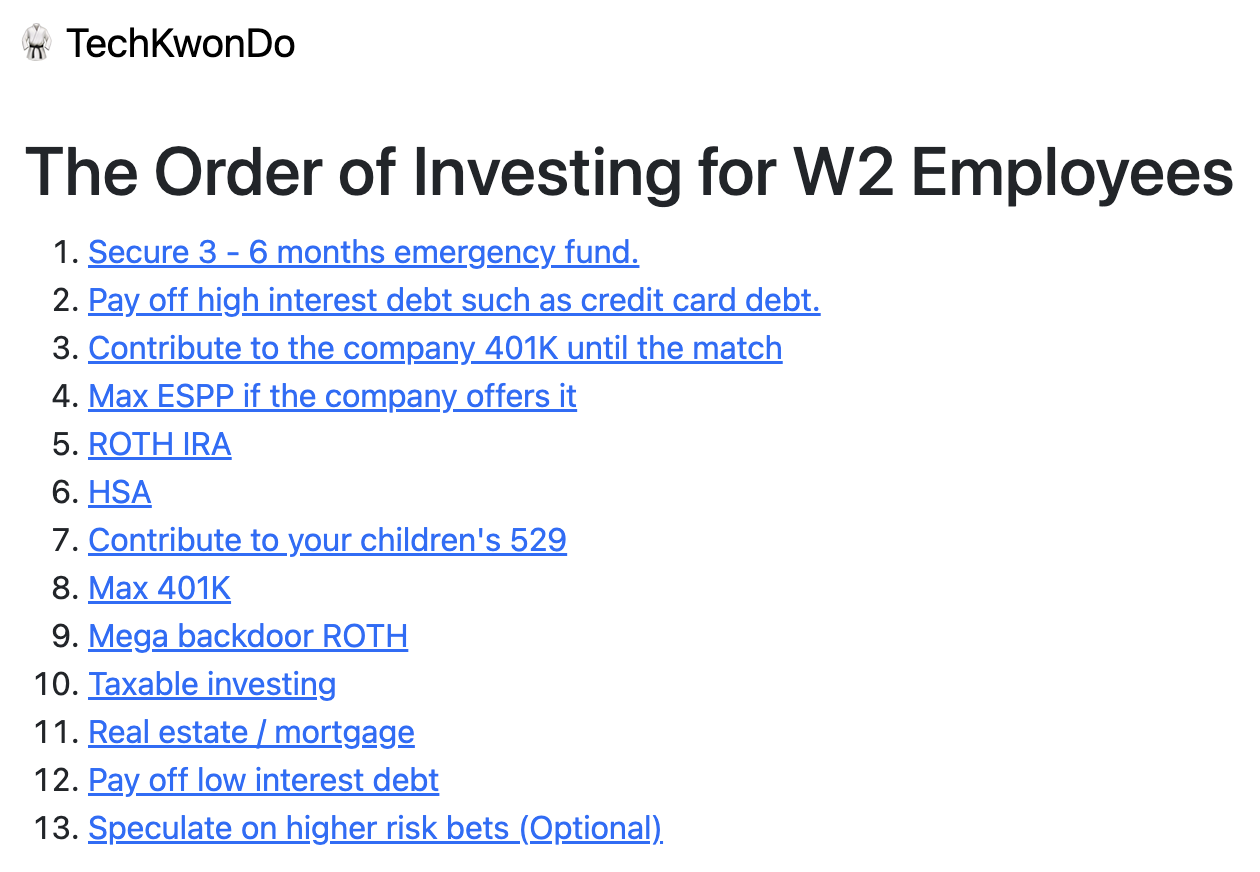 TechKwonDo
The Order of Investing for W2 Employees
1. Secure 3 - 6 months emergency fund.
2. Pay off high interest debt such as credit card debt.
3. Contribute to the company 401K until the match
4. Max ESPP if the company offers it
5. ROTH IRA
6. HSA
7. Contribute to your children's 529
8. Max 401K
9. Mega backdoor ROTH
10. Taxable investing
11. Real estate / mortgage
12. Pay off low interest debt
13. Speculate on higher risk bets (Optional)